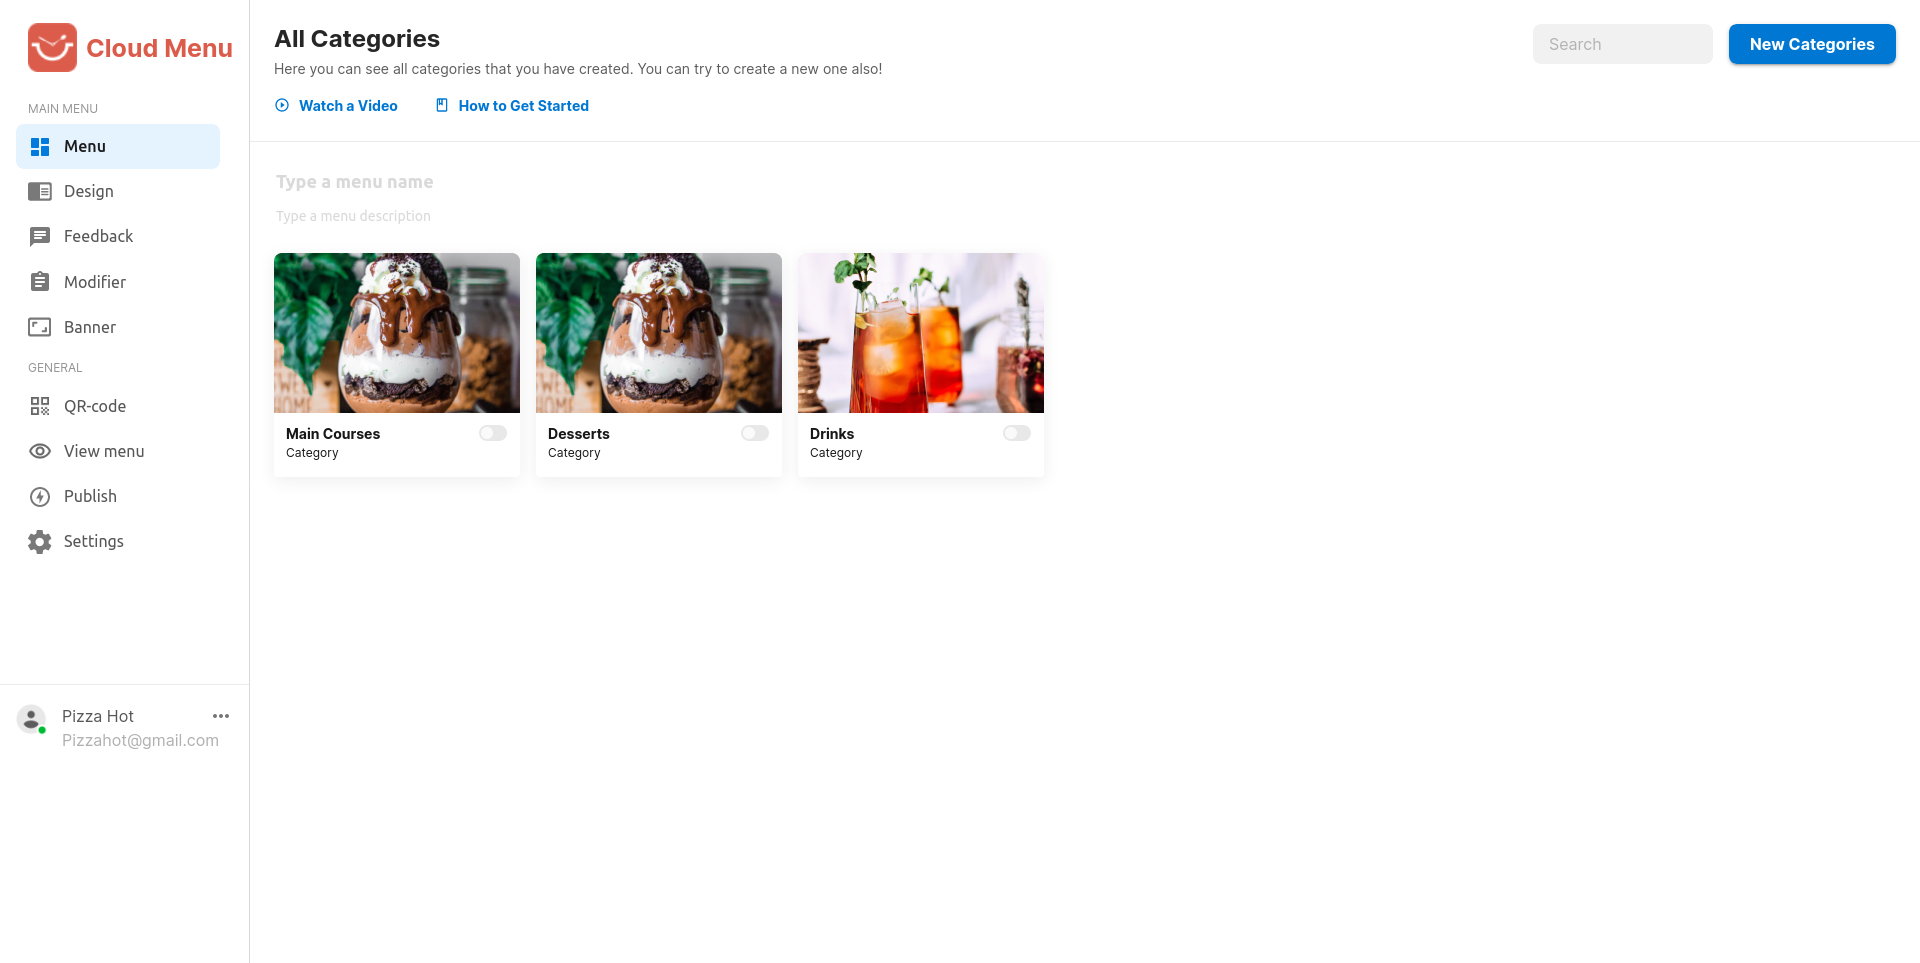 Cloud Menu
MAIN MENU
Menu
Design
Feedback
Modifier
Banner
GENERAL
QR-code
View menu
Publish
Settings
Pizza Hot
Pizzahot@gmail.com
All Categories
Here you can see all categories that you have created. You can try to create a new one also!
Watch a Video
How to Get Started
Search
New Categories
Type a menu name
Type a menu description
Main Courses
Category
Desserts
Category
Drinks
Category